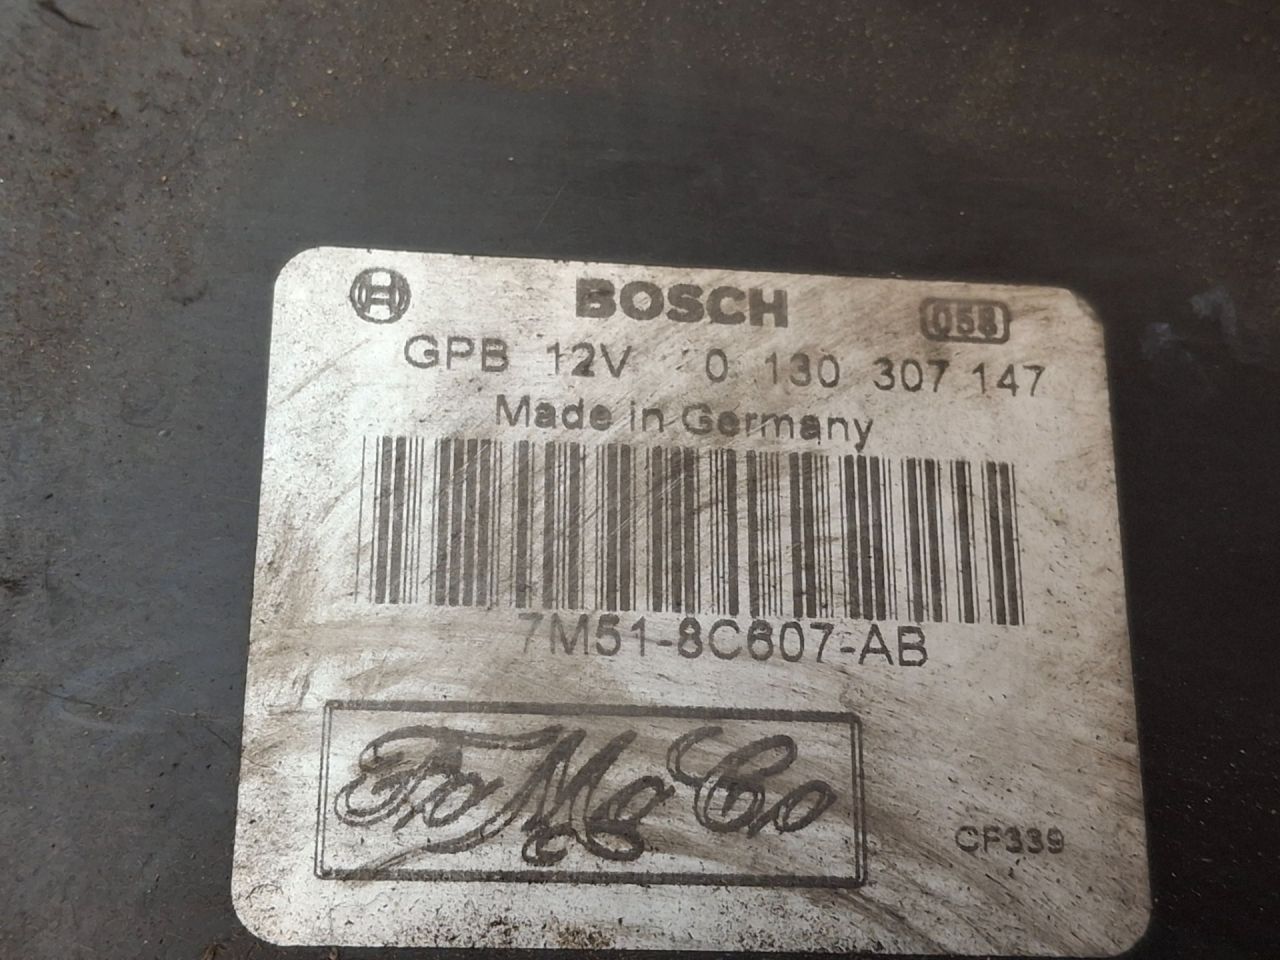 BOSCH 058
GPB 12V 0 130 307 147
Made in Germany
7M51-8C607-AB
FoMoCo
CF339